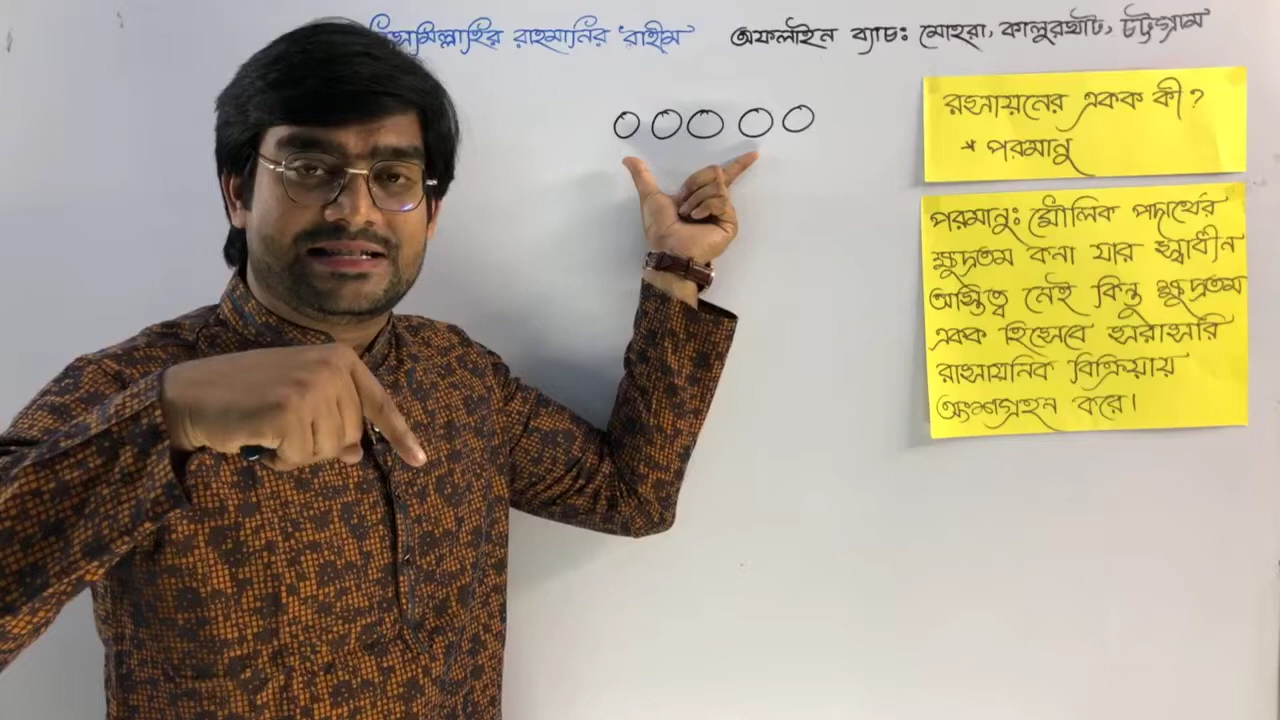 বিসমিল্লাহির রাহমানির রাহীম
অফলাইন ব্যাচঃ মোহরা, কালুরঘাট, চট্টগ্রাম
রসায়নের একক কী?
* পরমানু
পরমানুঃ মৌলিক পদার্থের
ক্ষুদ্রতম কনা যার স্বাধীন
অস্তিত্ব নেই কিন্তু ক্ষুদ্রতম
একক হিসেবে সরাসরি
রাসায়নিক বিক্রিয়ায়
অংশগ্রহন করে।